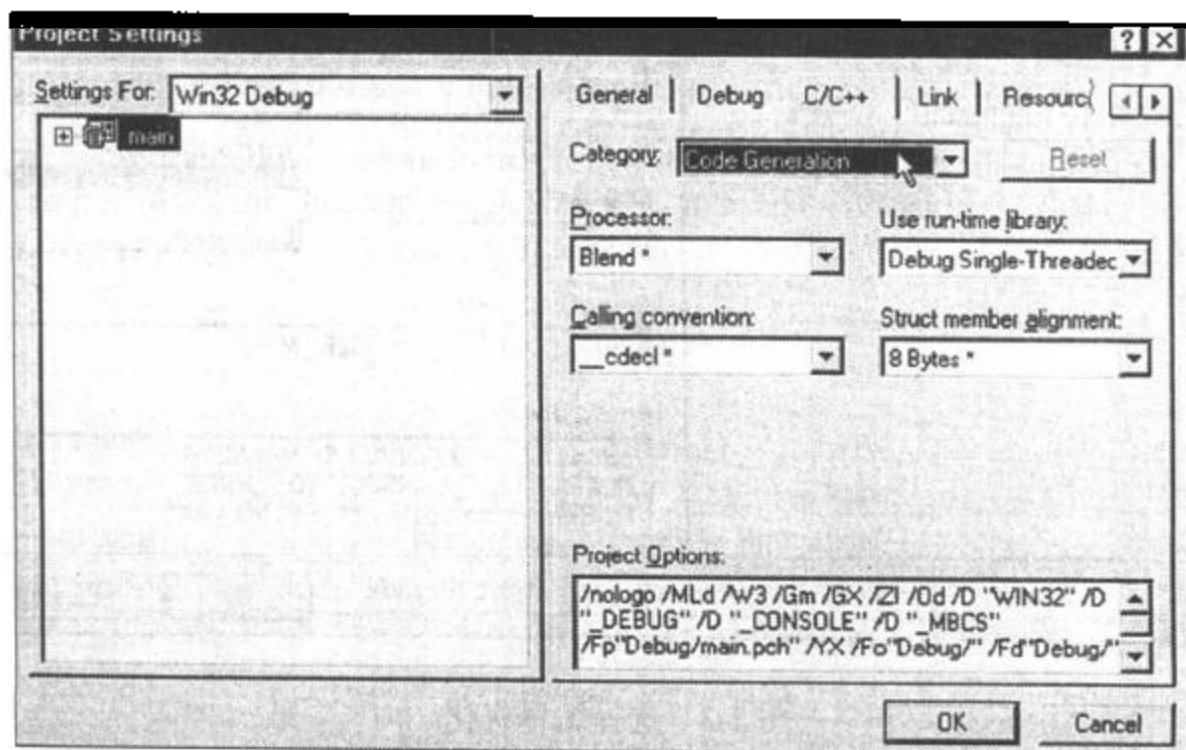 Project Settings
Settings For: Win32 Debug
main
General Debug C/C++ Link Resourc
Category: Code Generation Reset
Processor: Use run-time library:
Blend * Debug Single-Threadec
Calling convention: Struct member alignment:
__cdecl * 8 Bytes *
Project Options:
/nologo /MLd /W3 /Gm /GX /ZI /Od /D "WIN32" /D
"_DEBUG" /D "_CONSOLE" /D "_MBCS"
/Fp"Debug/main.pch" /YX /Fo"Debug/" /Fd"Debug/"
OK Cancel